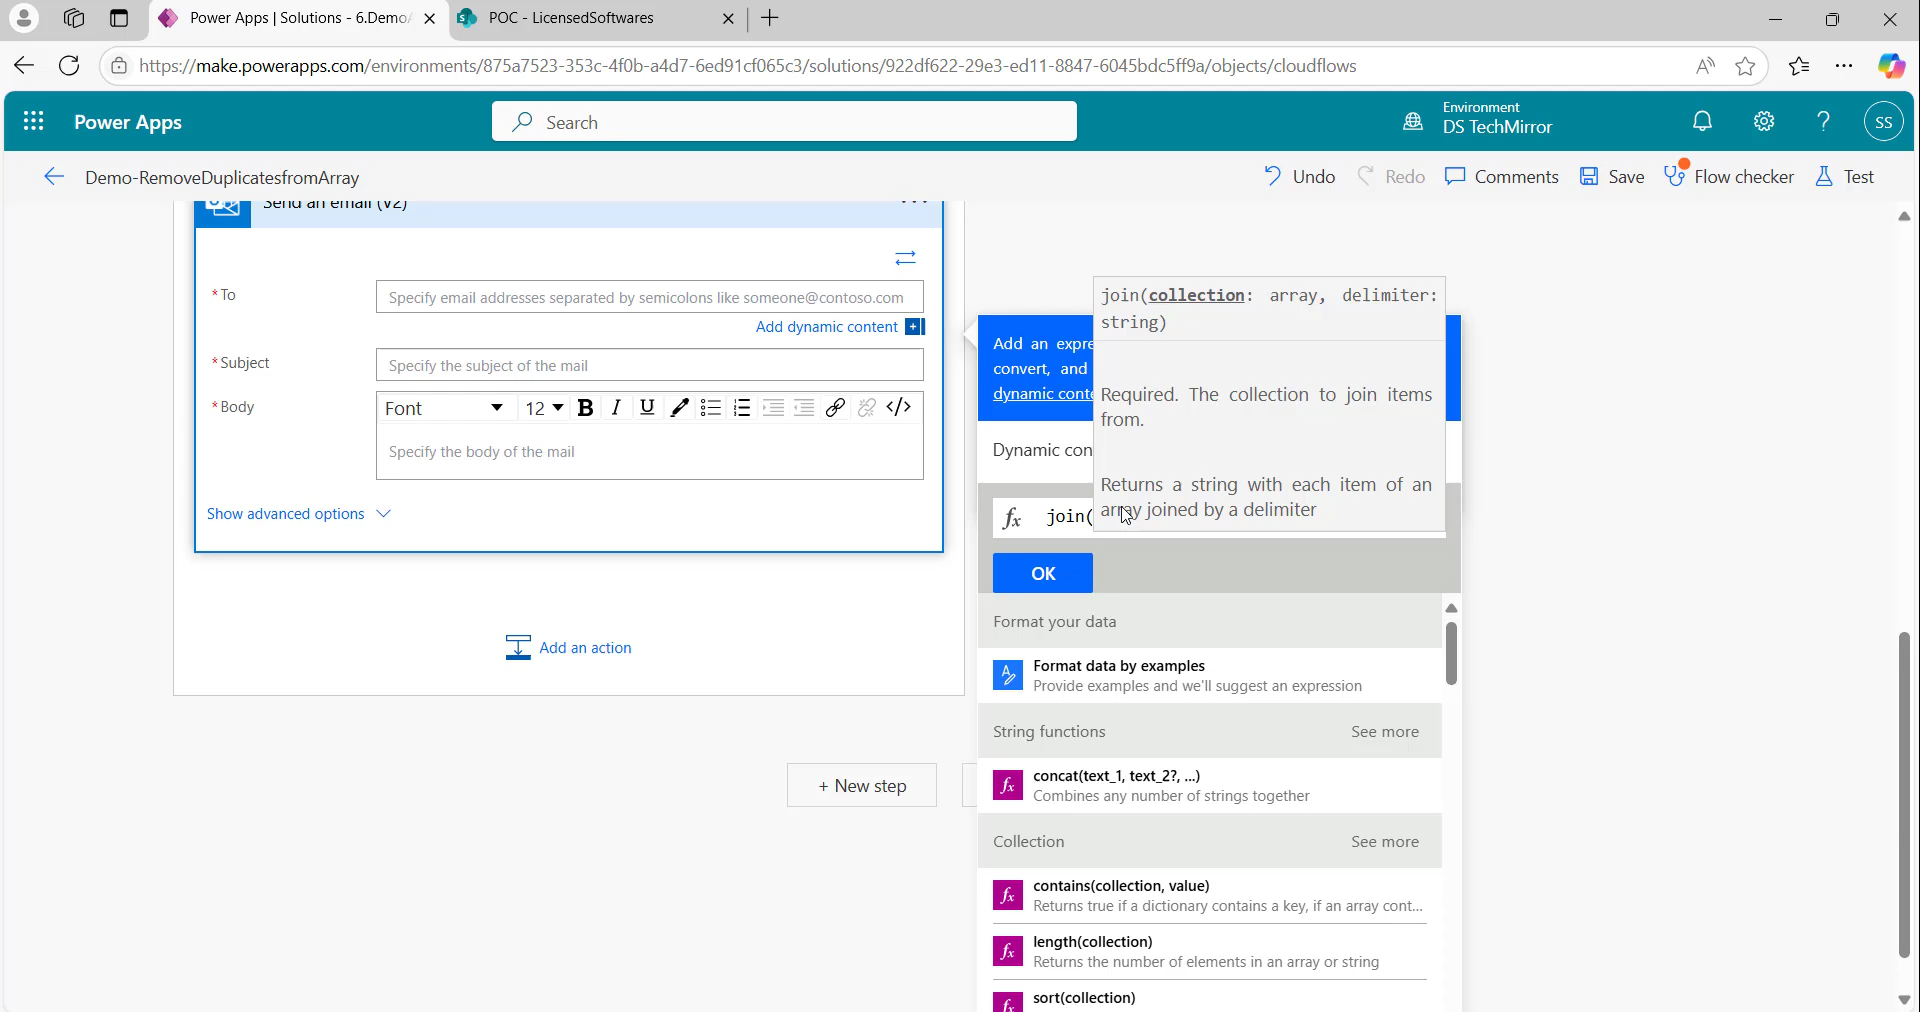 Power Apps | Solutions - 6.Demo
POC - LicensedSoftwares
https://make.powerapps.com/environments/875a7523-353c-4f0b-a4d7-6ed91cf065c3/solutions/922df622-29e3-ed11-8847-6045bdc5ff9a/objects/cloudflows
Power Apps
Search
Environment
DS TechMirror
SS
Demo-RemoveDuplicatesfromArray
Undo
Redo
Comments
Save
Flow checker
Test
Send an email (V2)
* To
Specify email addresses separated by semicolons like someone@contoso.com
Add dynamic content
* Subject
Specify the subject of the mail
* Body
Font
12
B
I
U
</>
Specify the body of the mail
Show advanced options
Add an action
+ New step
join(collection: array, delimiter:
string)
Required. The collection to join items
from.
Returns a string with each item of an
array joined by a delimiter
Add an expre
convert, and
dynamic conte
Dynamic con
fx join(
OK
Format your data
Format data by examples
Provide examples and we'll suggest an expression
String functions
See more
fx
concat(text_1, text_2?, ...)
Combines any number of strings together
Collection
See more
fx
contains(collection, value)
Returns true if a dictionary contains a key, if an array cont...
fx
length(collection)
Returns the number of elements in an array or string
fx
sort(collection)